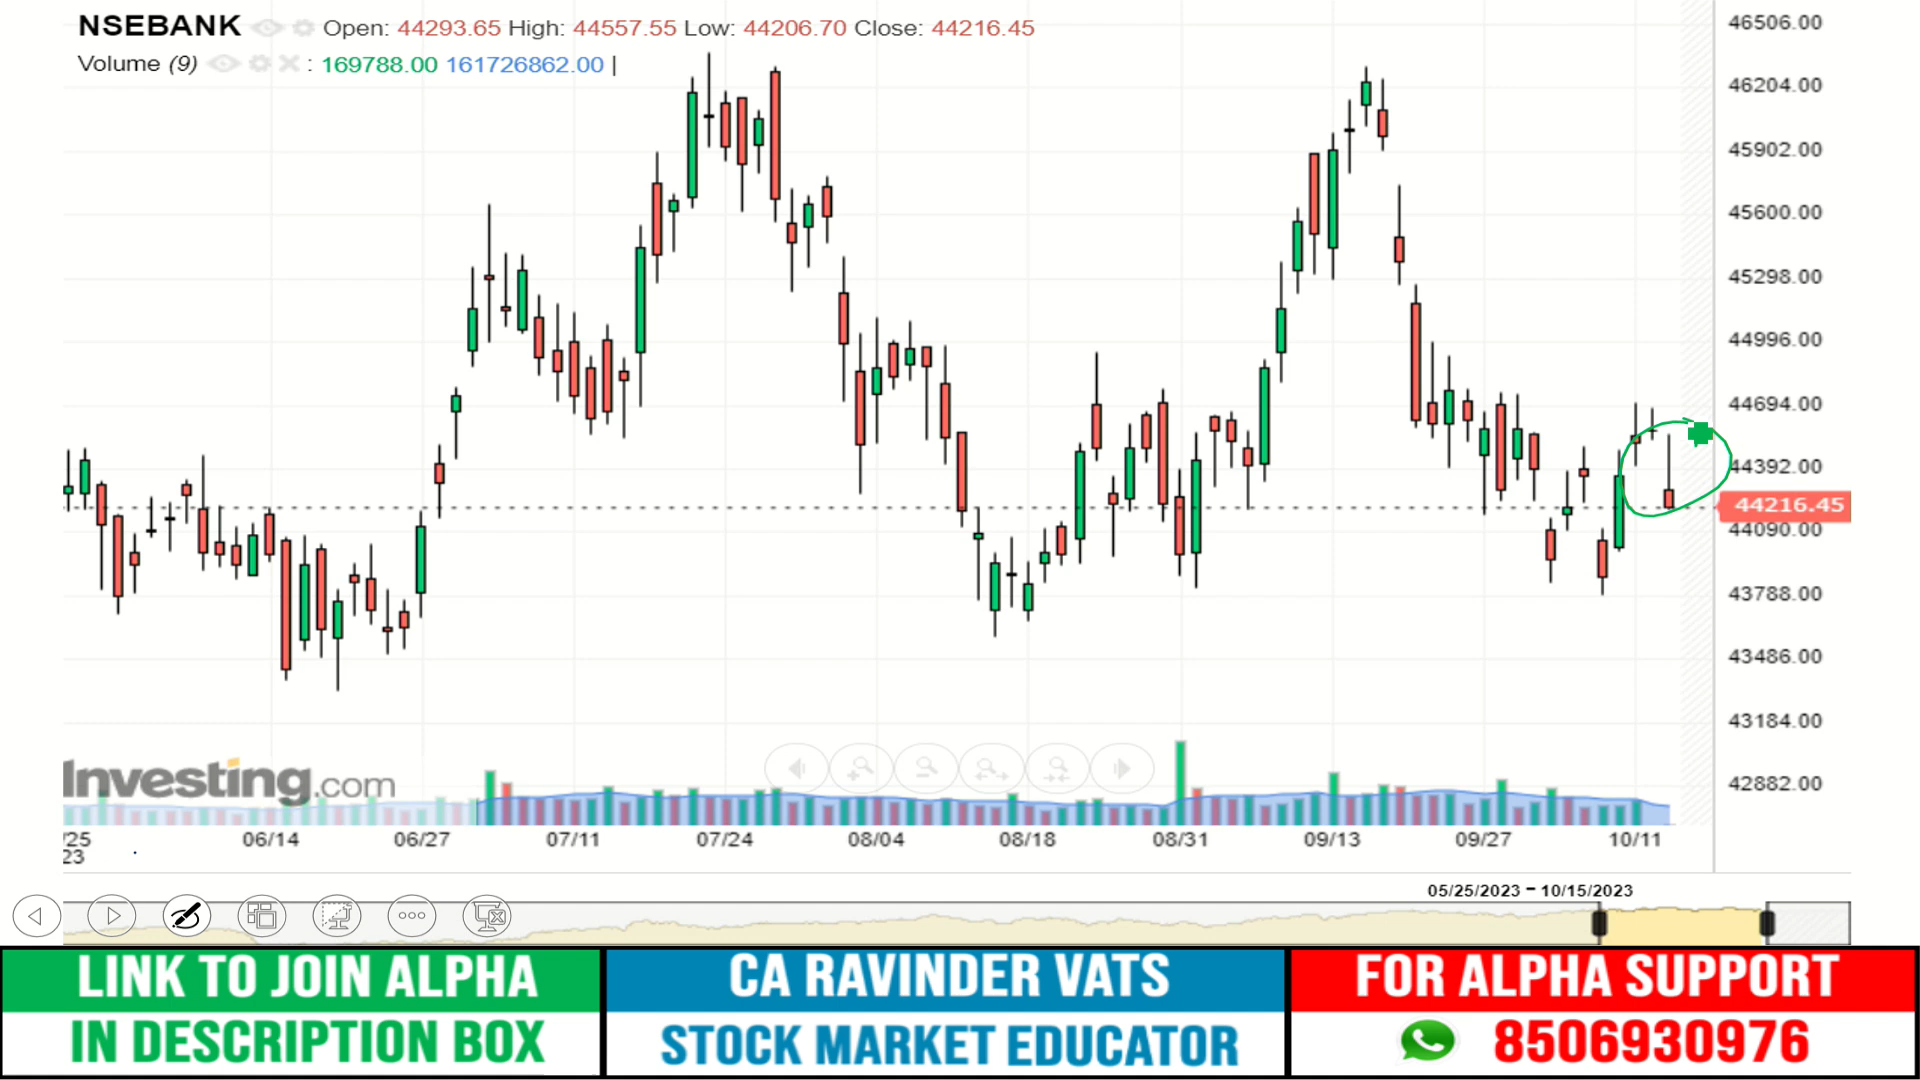 NSEBANK Open: 44293.65 High: 44557.55 Low: 44206.70 Close: 44216.45
Volume (9) : 169788.00 161726862.00 |
46506.00
46204.00
45902.00
45600.00
45298.00
44996.00
44694.00
44392.00
44216.45
44090.00
43788.00
43486.00
43184.00
42882.00
Investing.com
/25 06/14 06/27 07/11 07/24 08/04 08/18 08/31 09/13 09/27 10/11
23
05/25/2023 - 10/15/2023
LINK TO JOIN ALPHA
IN DESCRIPTION BOX
CA RAVINDER VATS
STOCK MARKET EDUCATOR
FOR ALPHA SUPPORT
8506930976